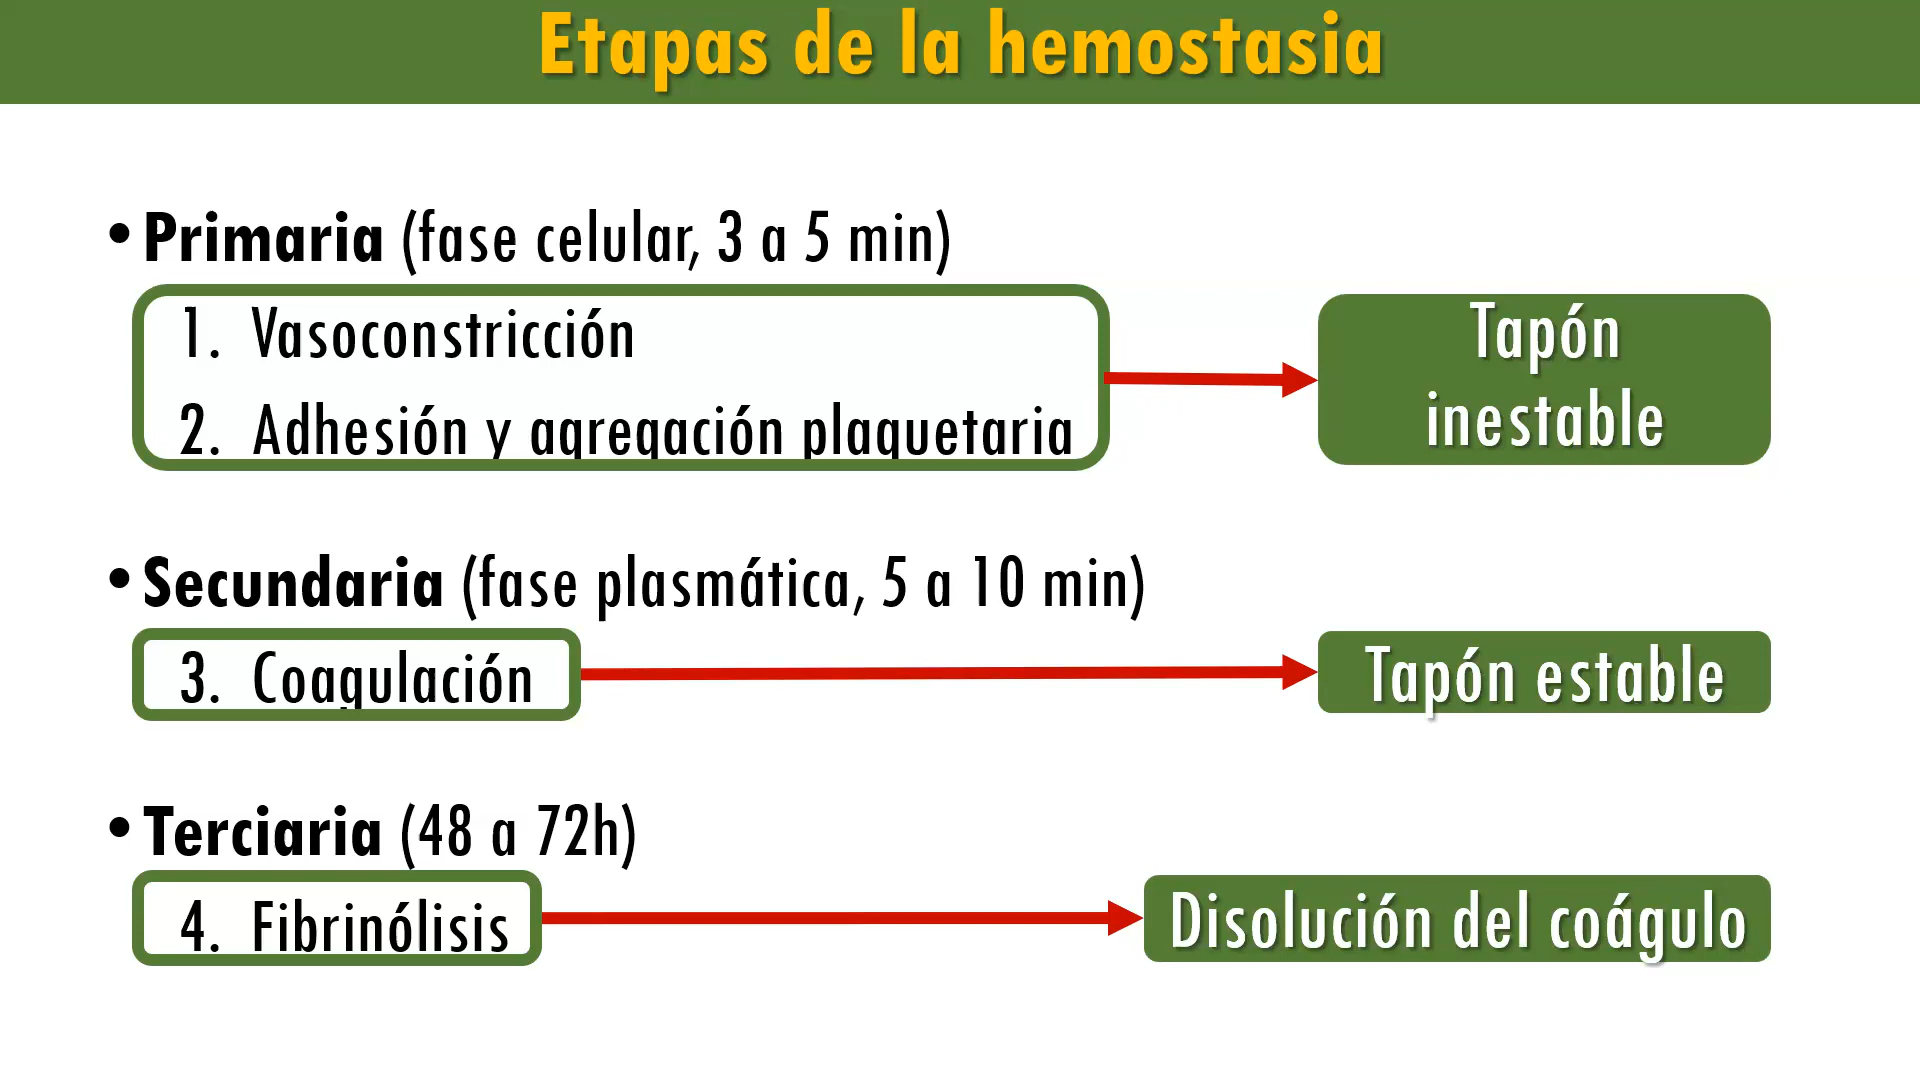 Etapas de la hemostasia
• Primaria (fase celular, 3 a 5 min)
1. Vasoconstricción
2. Adhesión y agregación plaquetaria
Tapón
inestable
• Secundaria (fase plasmática, 5 a 10 min)
3. Coagulación
Tapón estable
• Terciaria (48 a 72h)
4. Fibrinólisis
Disolución del coágulo